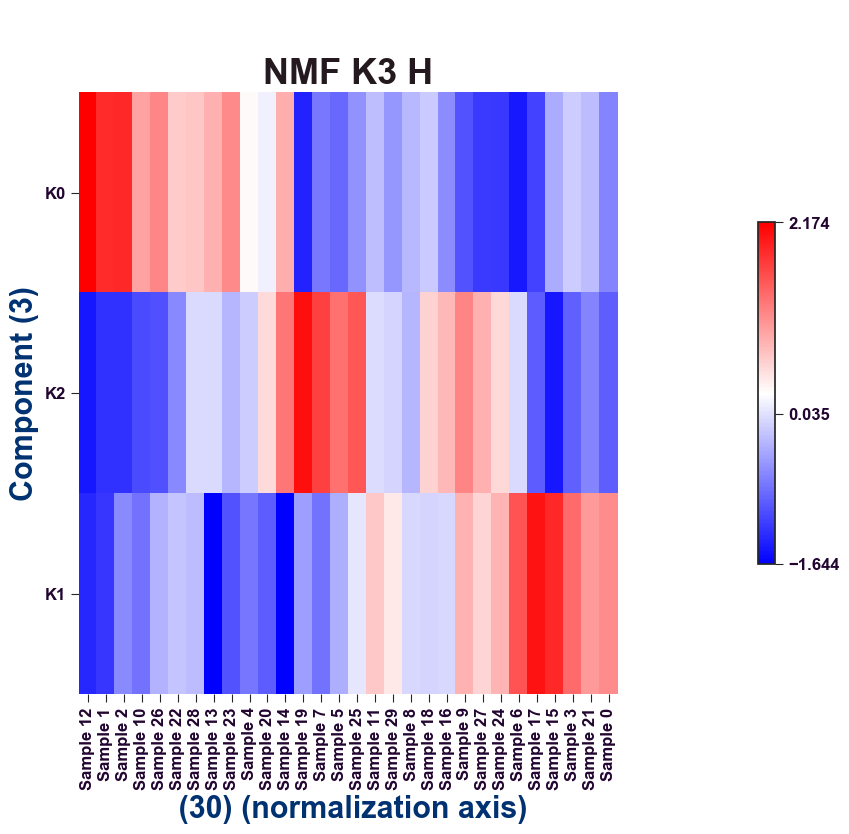 NMF K3 H
K0
K2
K1
Component (3)
2.174
0.035
−1.644
Sample 12
Sample 1
Sample 2
Sample 10
Sample 26
Sample 22
Sample 28
Sample 13
Sample 23
Sample 4
Sample 20
Sample 14
Sample 19
Sample 7
Sample 5
Sample 25
Sample 11
Sample 29
Sample 8
Sample 18
Sample 16
Sample 9
Sample 27
Sample 24
Sample 6
Sample 17
Sample 15
Sample 3
Sample 21
Sample 0
(30) (normalization axis)